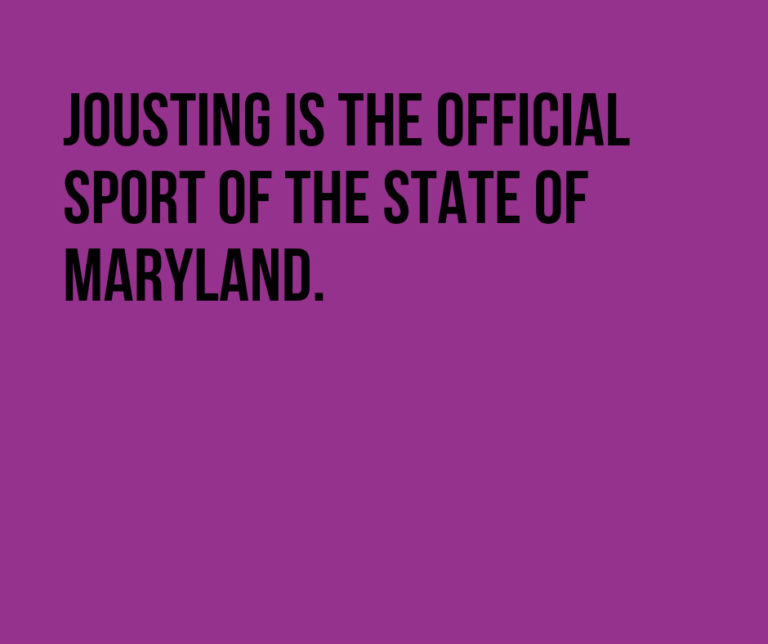 JOUSTING IS THE OFFICIAL
SPORT OF THE STATE OF
MARYLAND.